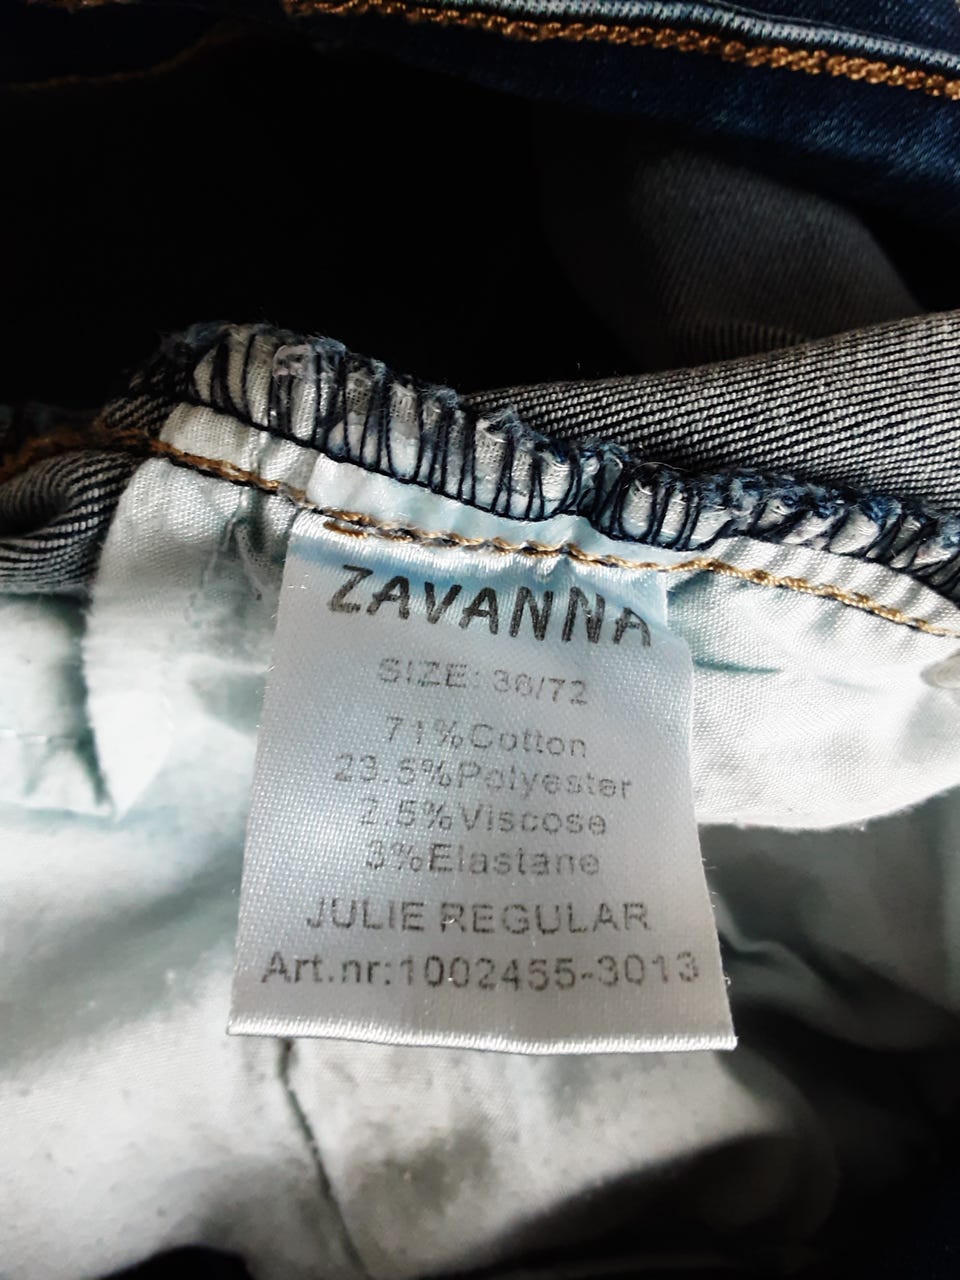 ZAVANNA
SIZE: 36/72
71%Cotton
23.5%Polyester
2.5%Viscose
3%Elastane
JULIE REGULAR
Art.nr:1002455-3013